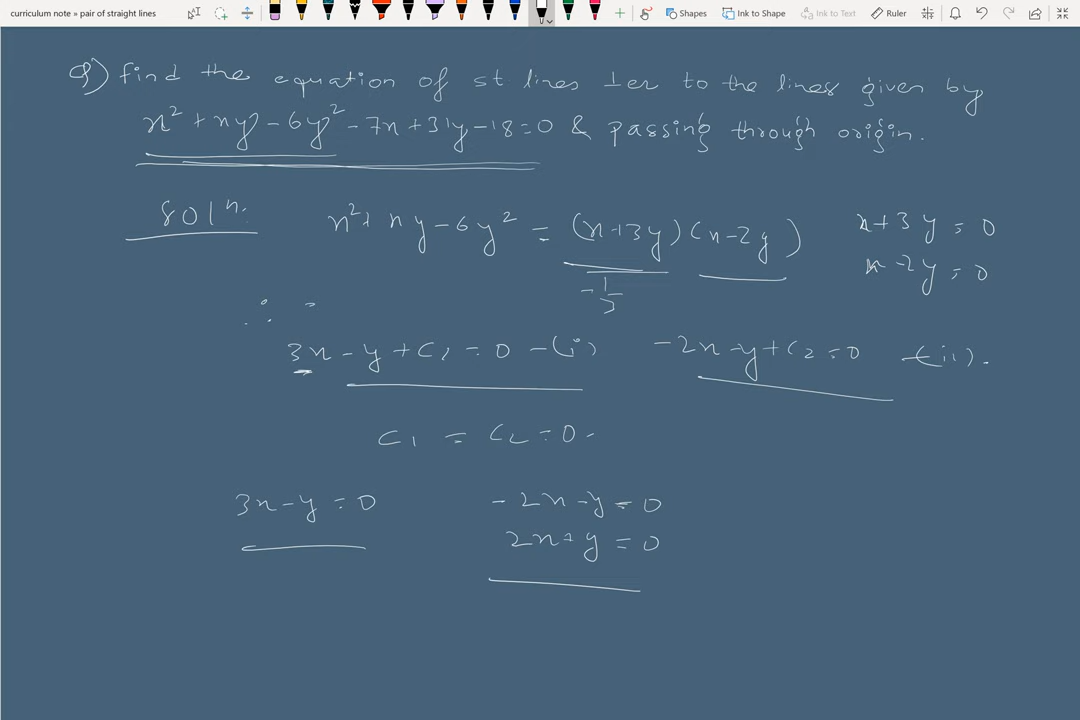 curriculum note » pair of straight lines
Shapes Ink to Shape Ink to Text Ruler
Q) find the equation of st. lines ⊥er to the lines given by
x² + xy - 6y² - 7x + 31y - 18 = 0 & passing through origin.
Solⁿ.
x² + xy - 6y² = (x + 3y) (x - 2y)
x + 3y = 0
x - 2y = 0
-1/3
∴ =
3x - y + C₁ = 0 - (i) -2x - y + C₂ = 0 - (ii).
C₁ = C₂ = 0.
3x - y = 0 -2x - y = 0
2x + y = 0